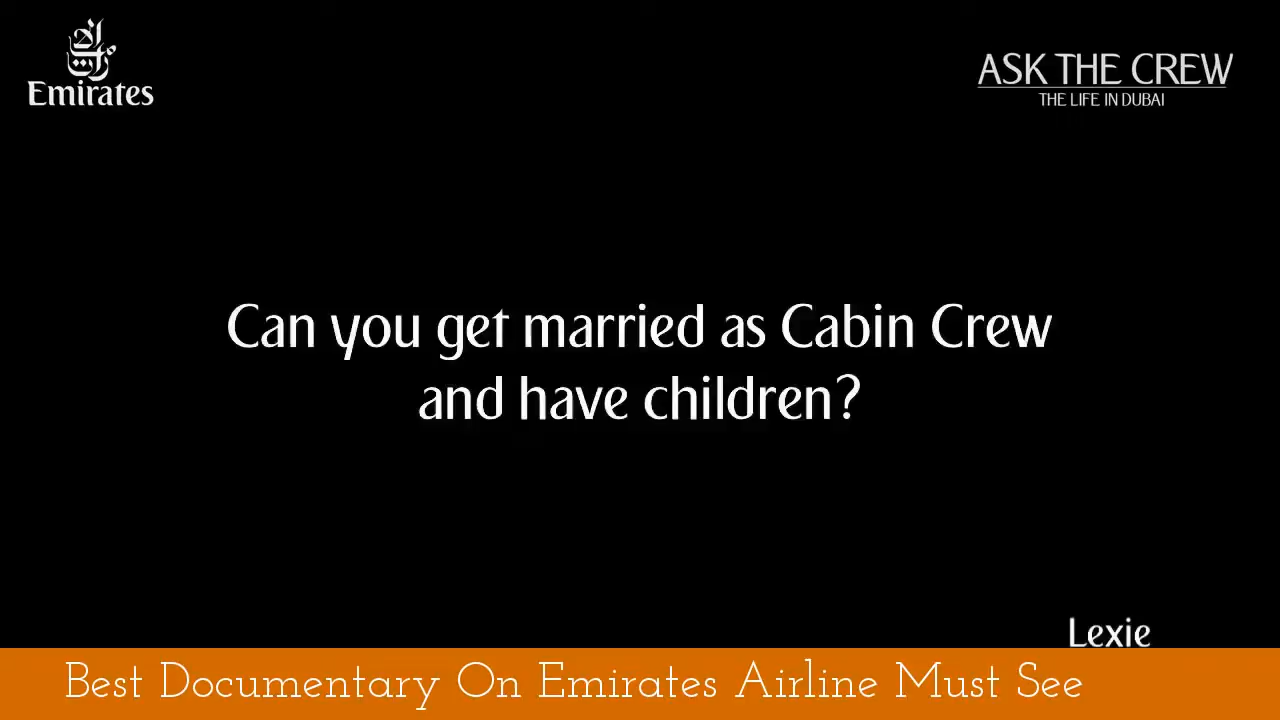 Emirates
ASK THE CREW
THE LIFE IN DUBAI
Can you get married as Cabin Crew
and have children?
Lexie
Best Documentary On Emirates Airline Must See